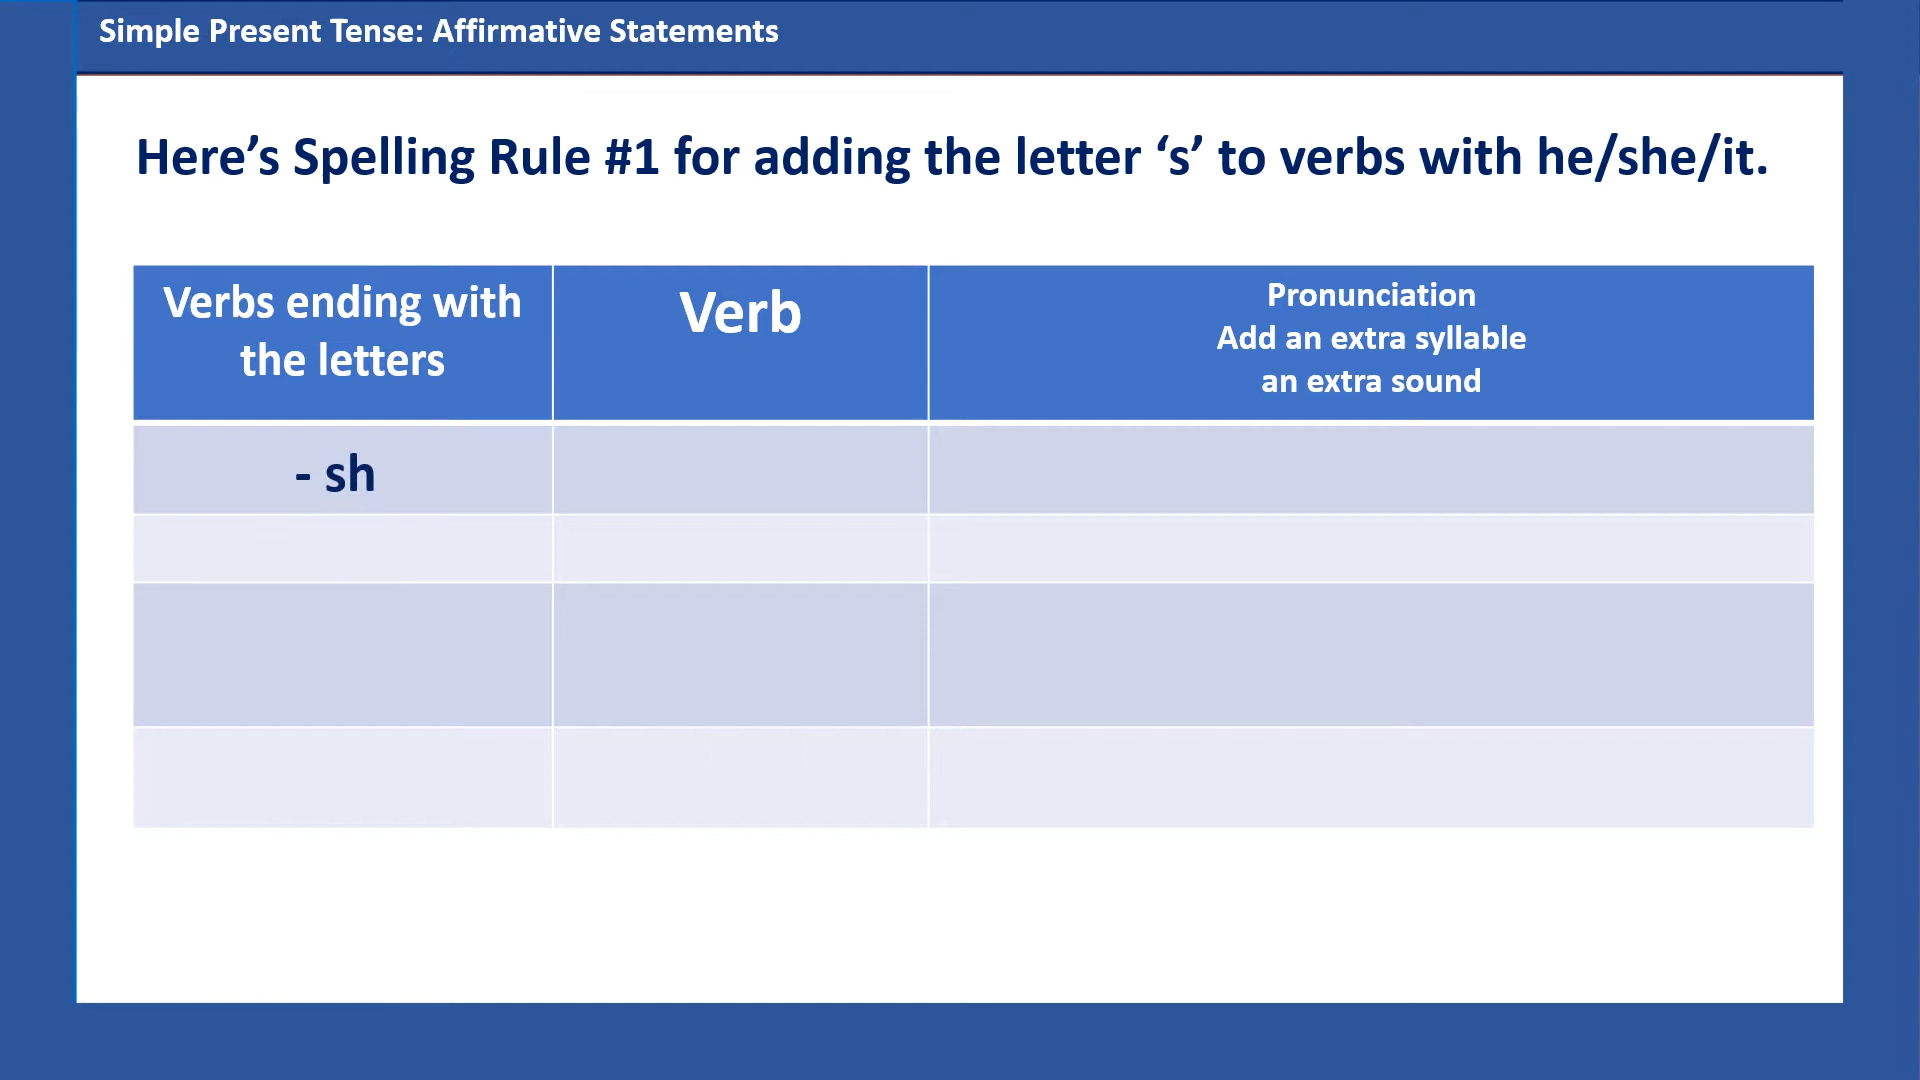 Simple Present Tense: Affirmative Statements
Here’s Spelling Rule #1 for adding the letter ‘s’ to verbs with he/she/it.
Verbs ending with
the letters
Verb
Pronunciation
Add an extra syllable
an extra sound
- sh